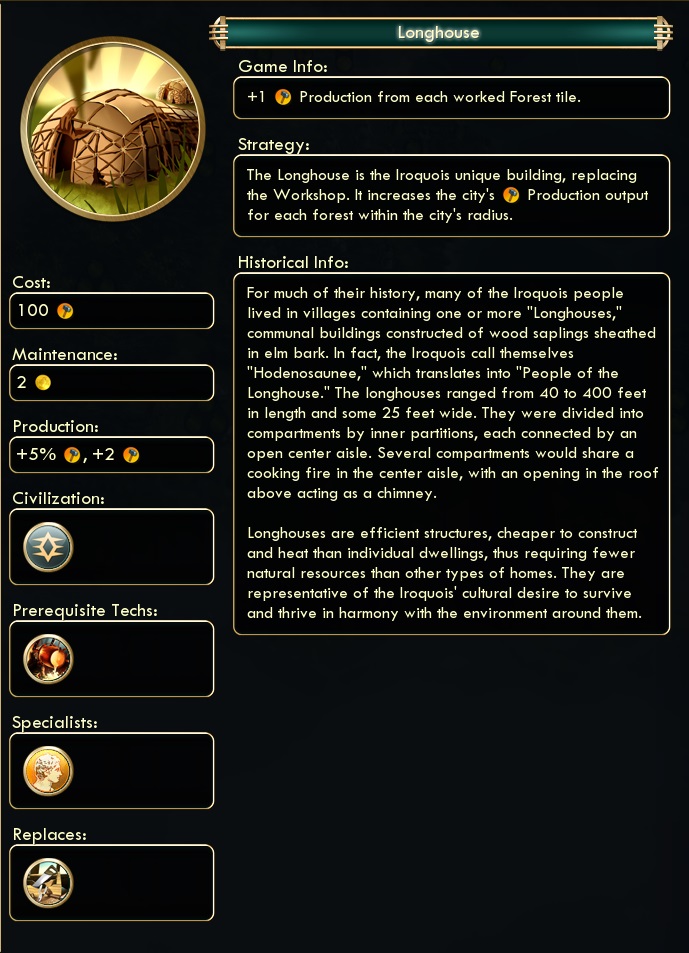 Longhouse
Game Info:
+1 Production from each worked Forest tile.
Strategy:
The Longhouse is the Iroquois unique building, replacing
the Workshop. It increases the city's Production output
for each forest within the city's radius.
Historical Info:
For much of their history, many of the Iroquois people
lived in villages containing one or more "Longhouses,"
communal buildings constructed of wood saplings sheathed
in elm bark. In fact, the Iroquois call themselves
"Hodenosaunee," which translates into "People of the
Longhouse." The longhouses ranged from 40 to 400 feet
in length and some 25 feet wide. They were divided into
compartments by inner partitions, each connected by an
open center aisle. Several compartments would share a
cooking fire in the center aisle, with an opening in the roof
above acting as a chimney.
Longhouses are efficient structures, cheaper to construct
and heat than individual dwellings, thus requiring fewer
natural resources than other types of homes. They are
representative of the Iroquois' cultural desire to survive
and thrive in harmony with the environment around them.
Cost:
100
Maintenance:
2
Production:
+5% , +2
Civilization:
Prerequisite Techs:
Specialists:
Replaces: